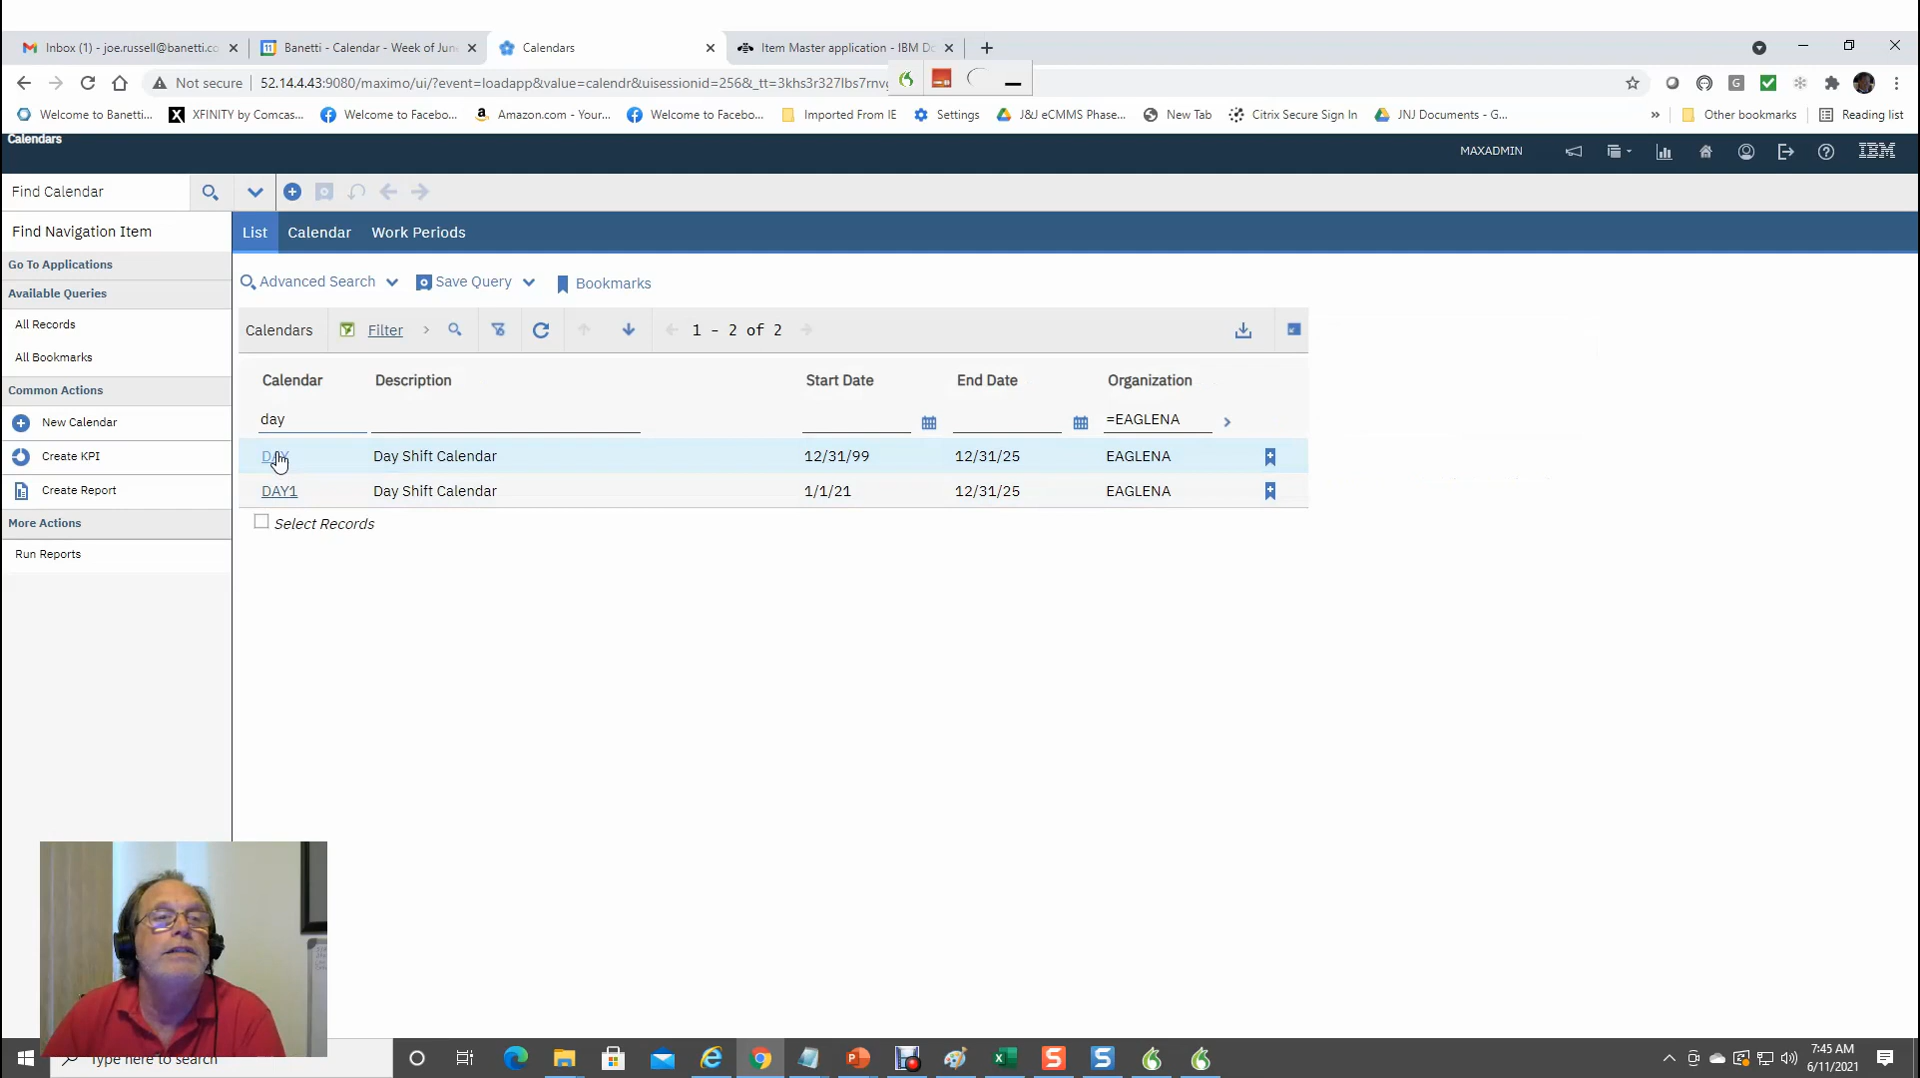 Inbox (1) - joe.russell@banetti.co
Banetti - Calendar - Week of June
Calendars
Item Master application - IBM Do
Not secure
52.14.4.43:9080/maximo/ui/?event=loadapp&value=calendr&uisessionid=256&_tt=3khs3r327lbs7rnvg
Welcome to Banetti...
XFINITY by Comcas...
Welcome to Facebo...
Amazon.com - Your...
Welcome to Facebo...
Imported From IE
Settings
J&J eCMMS Phase...
New Tab
Citrix Secure Sign In
JNJ Documents - G...
Other bookmarks
Reading list
Calendars
MAXADMIN
IBM
Find Calendar
Find Navigation Item
List
Calendar
Work Periods
Go To Applications
Available Queries
All Records
All Bookmarks
Common Actions
New Calendar
Create KPI
Create Report
More Actions
Run Reports
Advanced Search
Save Query
Bookmarks
Calendars
Filter
1 - 2 of 2
Calendar Description Start Date End Date Organization
day =EAGLENA
DAY Day Shift Calendar 12/31/99 12/31/25 EAGLENA
DAY1 Day Shift Calendar 1/1/21 12/31/25 EAGLENA
Select Records
Type here to search
7:45 AM
6/11/2021